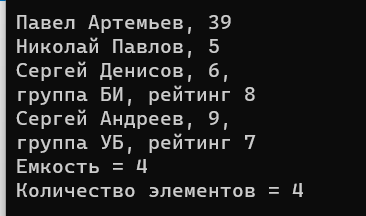 Павел Артемьев, 39
Николай Павлов, 5
Сергей Денисов, 6,
группа БИ, рейтинг 8
Сергей Андреев, 9,
группа УБ, рейтинг 7
Емкость = 4
Количество элементов = 4